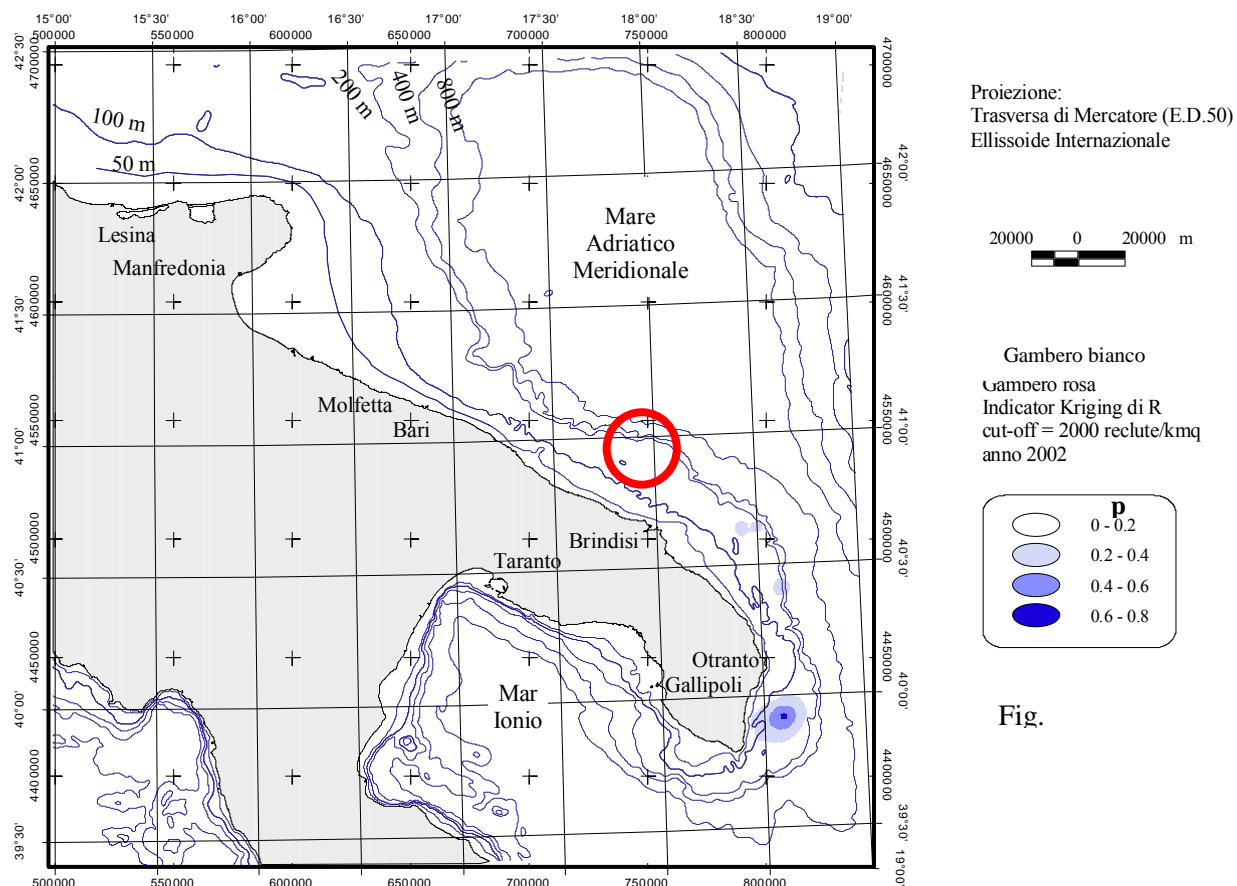 15°00' 15°30' 16°00' 16°30' 17°00' 17°30' 18°00' 18°30' 19°00'
500000 550000 600000 650000 700000 750000 800000
42°30'
4700000
42°00'
4650000
41°30'
4600000
41°00'
4550000
4500000
40°30'
4450000
40°00'
4400000
39°30'
4700000
42°00'
4650000
41°30'
4600000
41°00'
4550000
4500000
40°30'
4450000
40°00'
4400000
39°30'
19°00'
500000 550000 600000 650000 700000 750000 800000
100 m
50 m
200 m
400 m
800 m
Lesina
Manfredonia
Mare
Adriatico
Meridionale
Molfetta
Bari
Brindisi
Taranto
Otranto
Gallipoli
Mar
Ionio
Proiezione:
Trasversa di Mercatore (E.D.50)
Ellissoide Internazionale
20000 0 20000 m
Gambero bianco
Gambero rosa
Indicator Kriging di R
cut-off = 2000 reclute/kmq
anno 2002
p
0 - 0.2
0.2 - 0.4
0.4 - 0.6
0.6 - 0.8
Fig.